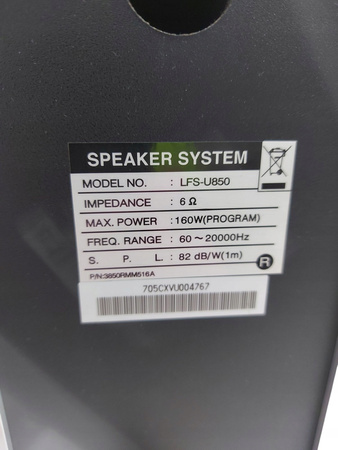 SPEAKER SYSTEM
MODEL NO. : LFS-U850
IMPEDANCE : 6 Ω
MAX. POWER : 160W(PROGRAM)
FREQ. RANGE : 60 ~ 20000Hz
S. P. L. : 82 dB/W(1m)
R
P/N:3850RMM516A
705CXVU004767